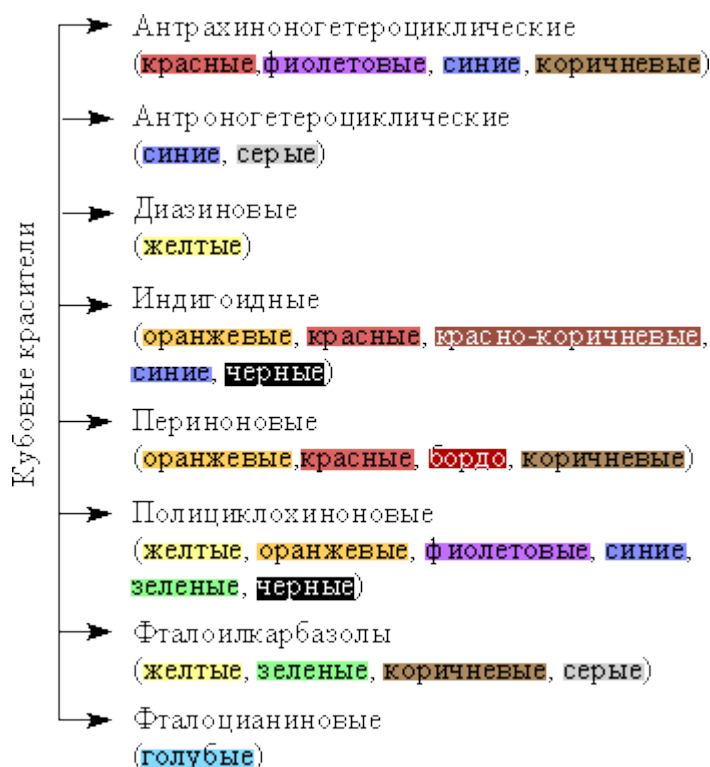 Кубовые красители
Антрахиноногетероциклические
(красные,фиолетовые, синие, коричневые)
Антроногетероциклические
(синие, серые)
Диазиновые
(желтые)
Индигоидные
(оранжевые, красные, красно-коричневые,
синие, черные)
Периноновые
(оранжевые,красные, бордо, коричневые)
Полициклохиноновые
(желтые, оранжевые, фиолетовые, синие,
зеленые, черные)
Фталоилкарбазолы
(желтые, зеленые, коричневые, серые)
Фталоцианиновые
(голубые)